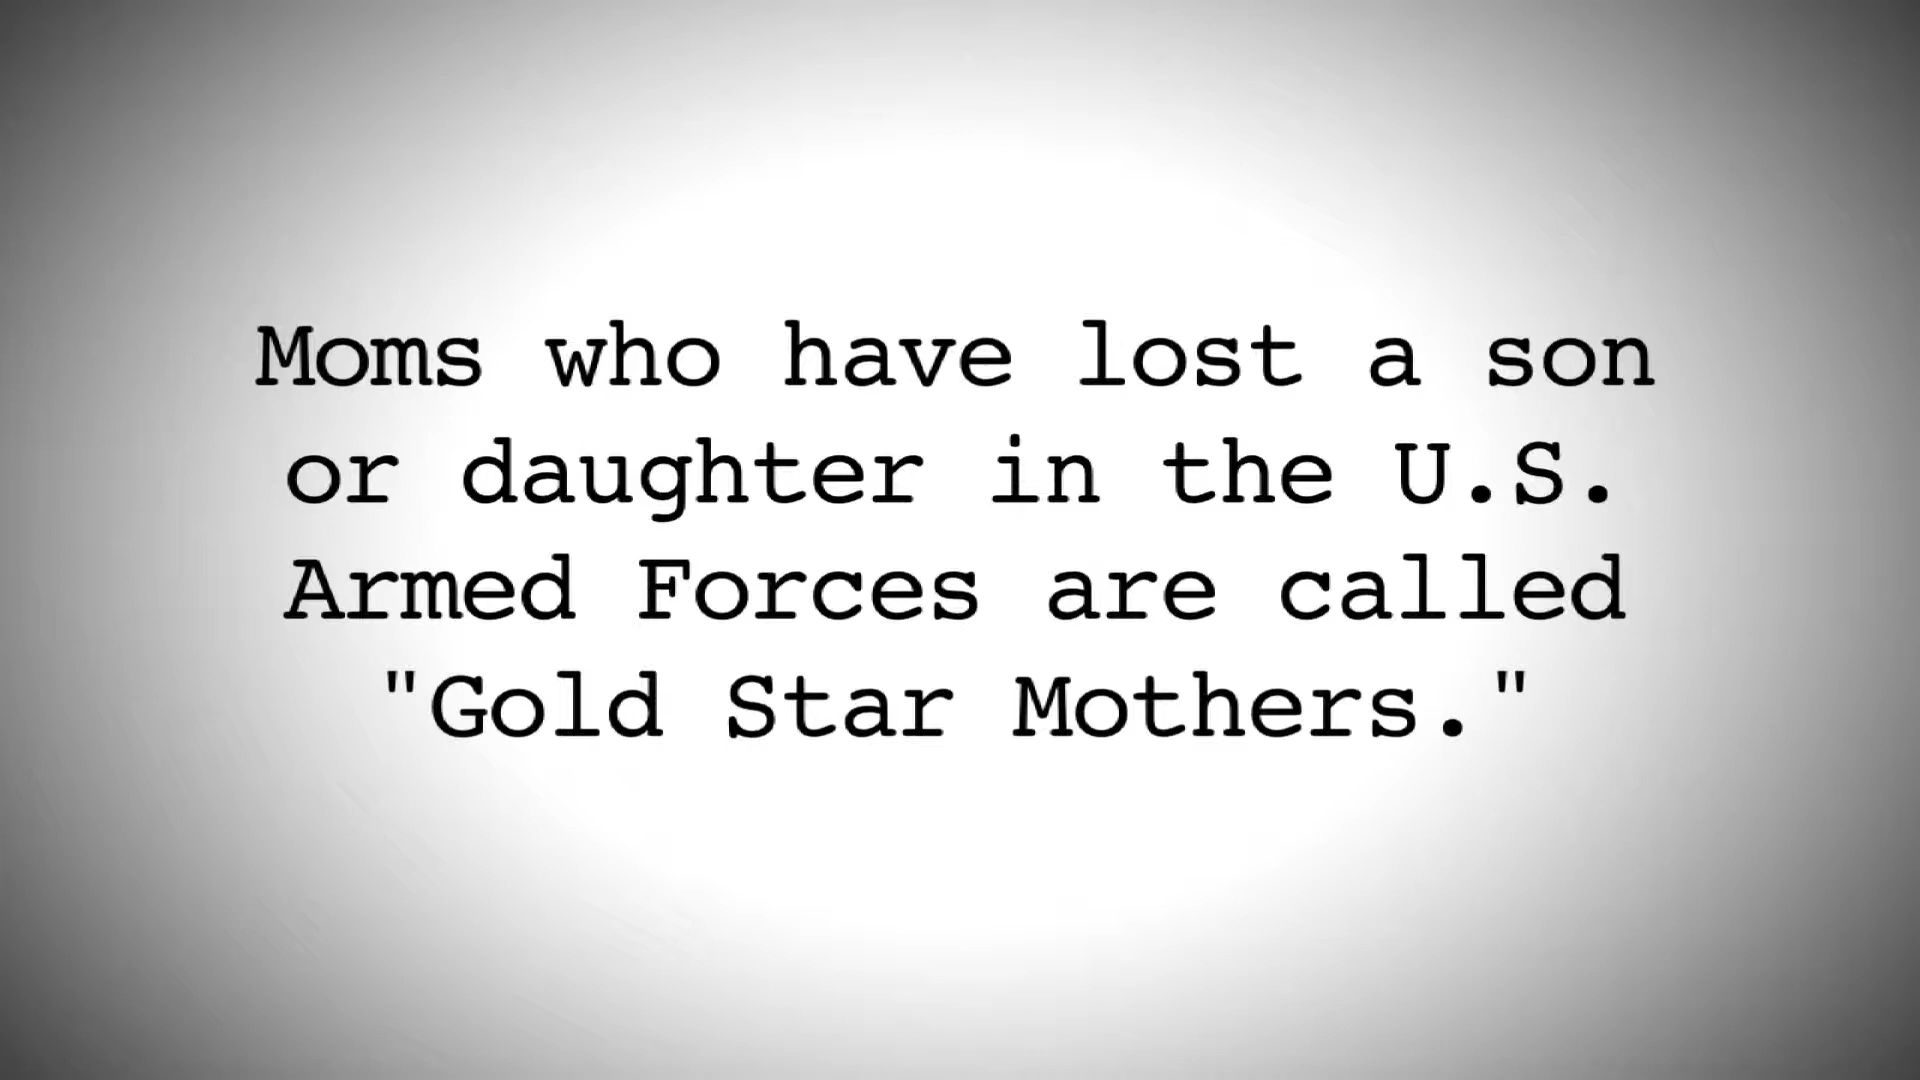 Moms who have lost a son
or daughter in the U.S.
Armed Forces are called
"Gold Star Mothers."